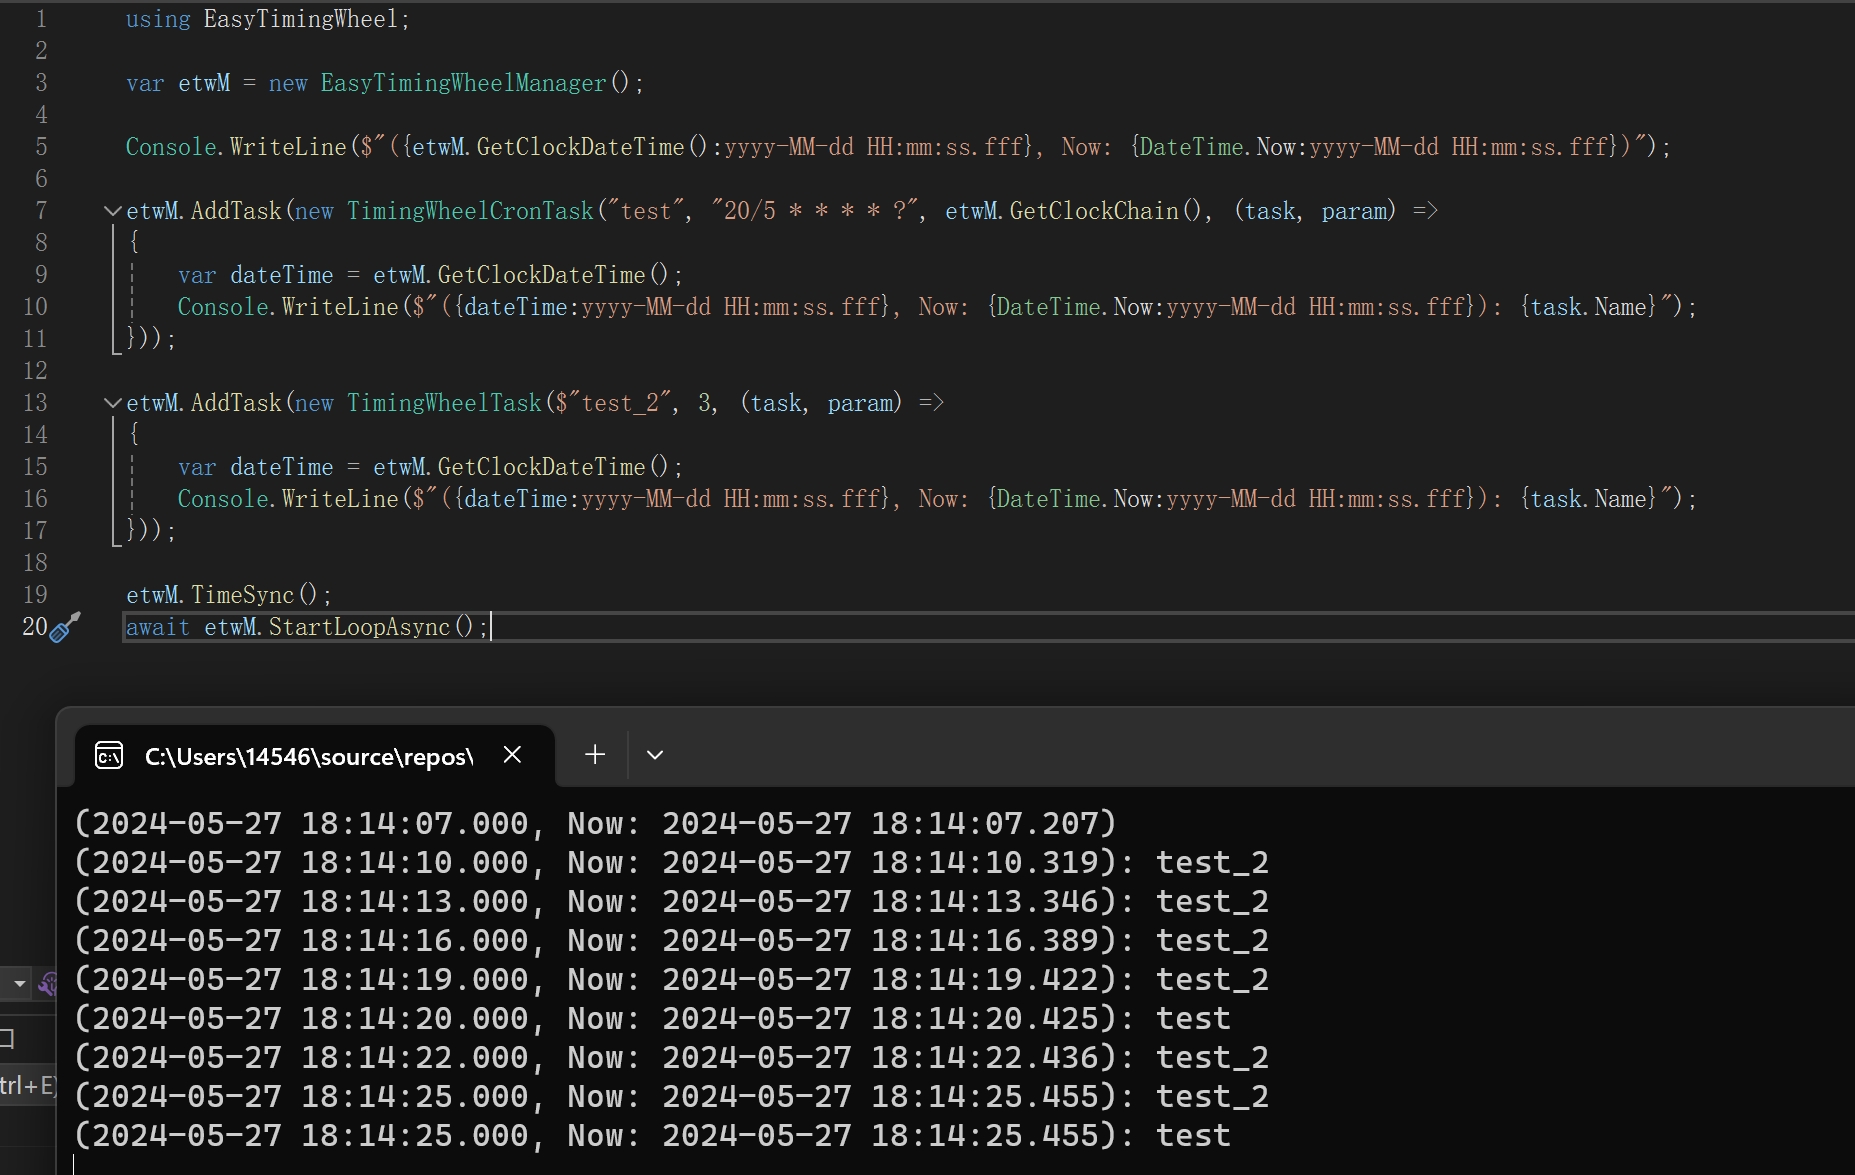 1 using EasyTimingWheel;
2
3 var etwM = new EasyTimingWheelManager();
4
5 Console.WriteLine($"({etwM.GetClockDateTime():yyyy-MM-dd HH:mm:ss.fff}, Now: {DateTime.Now:yyyy-MM-dd HH:mm:ss.fff})");
6
7 etwM.AddTask(new TimingWheelCronTask("test", "20/5 * * * * ?", etwM.GetClockChain(), (task, param) =>
8 {
9 var dateTime = etwM.GetClockDateTime();
10 Console.WriteLine($"({dateTime:yyyy-MM-dd HH:mm:ss.fff}, Now: {DateTime.Now:yyyy-MM-dd HH:mm:ss.fff}): {task.Name}");
11 }));
12
13 etwM.AddTask(new TimingWheelTask($"test_2", 3, (task, param) =>
14 {
15 var dateTime = etwM.GetClockDateTime();
16 Console.WriteLine($"({dateTime:yyyy-MM-dd HH:mm:ss.fff}, Now: {DateTime.Now:yyyy-MM-dd HH:mm:ss.fff}): {task.Name}");
17 }));
18
19 etwM.TimeSync();
20 await etwM.StartLoopAsync();
C:\Users\14546\source\repos\
(2024-05-27 18:14:07.000, Now: 2024-05-27 18:14:07.207)
(2024-05-27 18:14:10.000, Now: 2024-05-27 18:14:10.319): test_2
(2024-05-27 18:14:13.000, Now: 2024-05-27 18:14:13.346): test_2
(2024-05-27 18:14:16.000, Now: 2024-05-27 18:14:16.389): test_2
(2024-05-27 18:14:19.000, Now: 2024-05-27 18:14:19.422): test_2
(2024-05-27 18:14:20.000, Now: 2024-05-27 18:14:20.425): test
(2024-05-27 18:14:22.000, Now: 2024-05-27 18:14:22.436): test_2
(2024-05-27 18:14:25.000, Now: 2024-05-27 18:14:25.455): test_2
(2024-05-27 18:14:25.000, Now: 2024-05-27 18:14:25.455): test
trl+E)